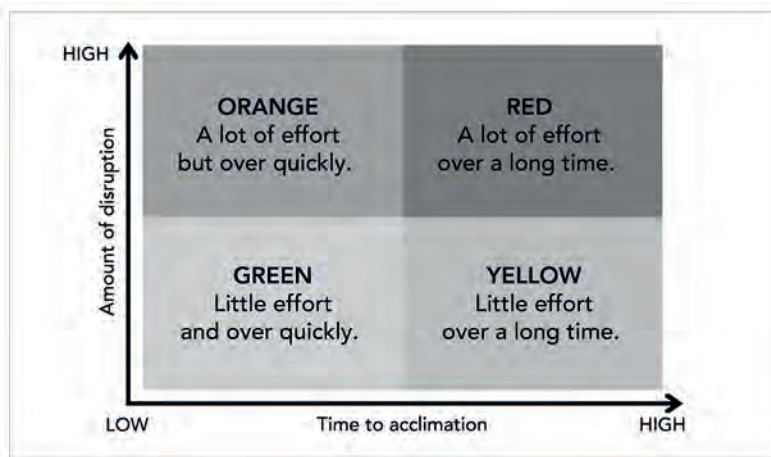 HIGH
Amount of disruption
ORANGE
A lot of effort
but over quickly.
RED
A lot of effort
over a long time.
GREEN
Little effort
and over quickly.
YELLOW
Little effort
over a long time.
LOW
Time to acclimation
HIGH